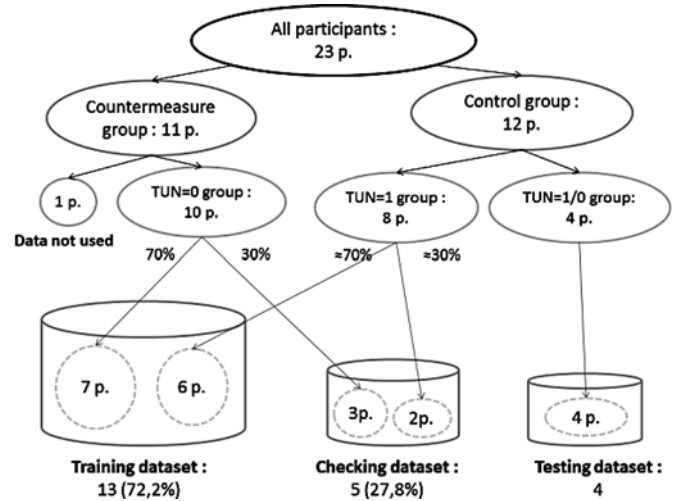 All participants :
23 p.
Countermeasure
group : 11 p.
Control group :
12 p.
1 p.
Data not used
TUN=0 group :
10 p.
TUN=1 group :
8 p.
TUN=1/0 group:
4 p.
70%
30%
≈70%
≈30%
7 p.
6 p.
3p.
2p.
4 p.
Training dataset :
13 (72,2%)
Checking dataset :
5 (27,8%)
Testing dataset :
4